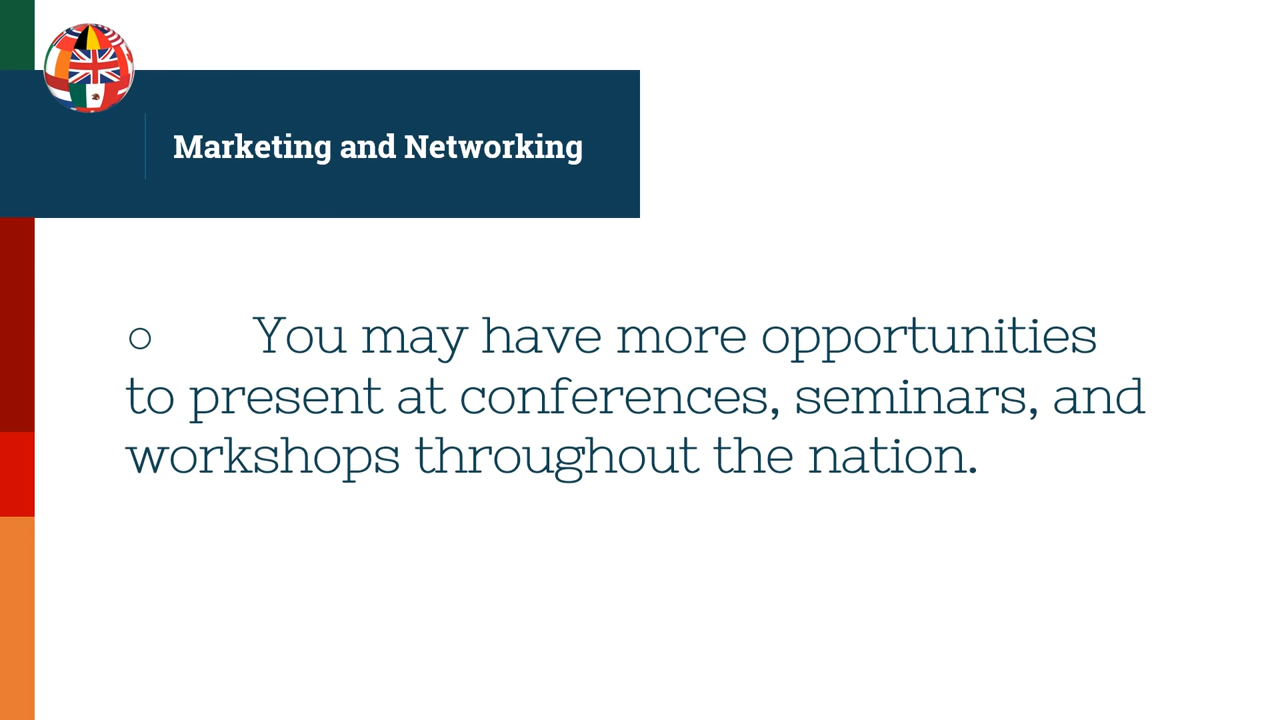 Marketing and Networking
○ You may have more opportunities
to present at conferences, seminars, and
workshops throughout the nation.